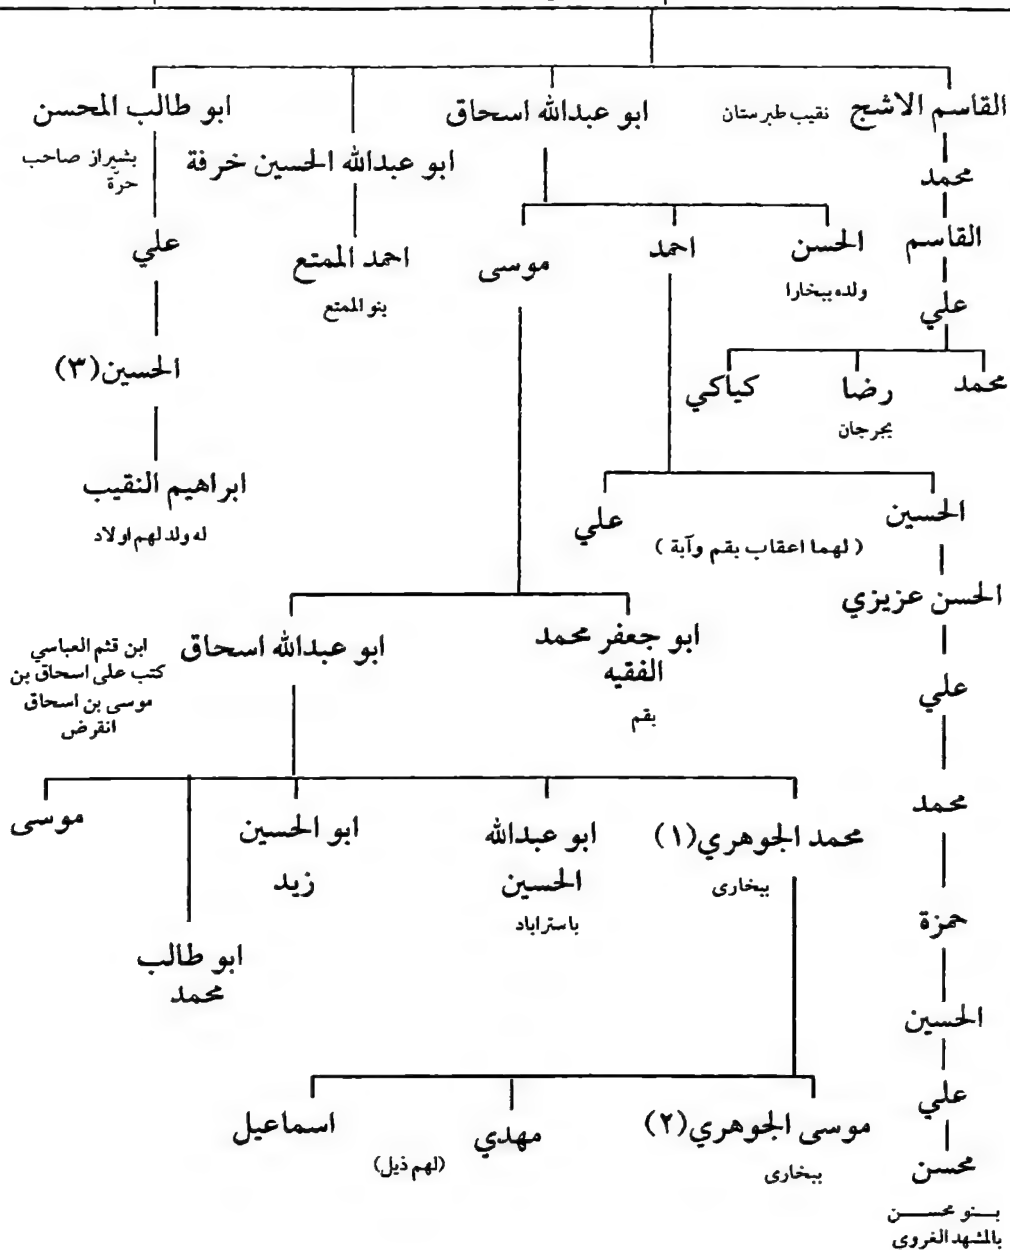 القاسم الاشج
نقيب طبرستان
ابو عبدالله اسحاق
ابو طالب المحسن
ابو عبدالله الحسين خرفة
بشيراز صاحب
حرّة
محمد
القاسم
الحسن
احمد
موسى
احمد الممتع
علي
ولده ببخارا
بنو الممتع
علي
الحسين (٣)
محمد
رضا
كياكي
بجرجان
ابراهيم النقيب
له ولد لهم اولاد
الحسين
علي
( لهما اعقاب بقم وآبة )
الحسن عزيزي
ابو جعفر محمد
الفقيه
بقم
ابو عبدالله اسحاق
ابن قثم العباسي
كتب على اسحاق بن
موسى بن اسحاق
انقرض
علي
محمد
محمد الجوهري (١)
ببخارى
ابو عبدالله
الحسين
باستراباد
ابو الحسين
زيد
موسى
ابو طالب
محمد
حمزة
الحسين
علي
موسى الجوهري (٢)
ببخارى
مهدي
اسماعيل
(لهم ذيل)
محسن
بنو محسن
بالمشهد الغروى